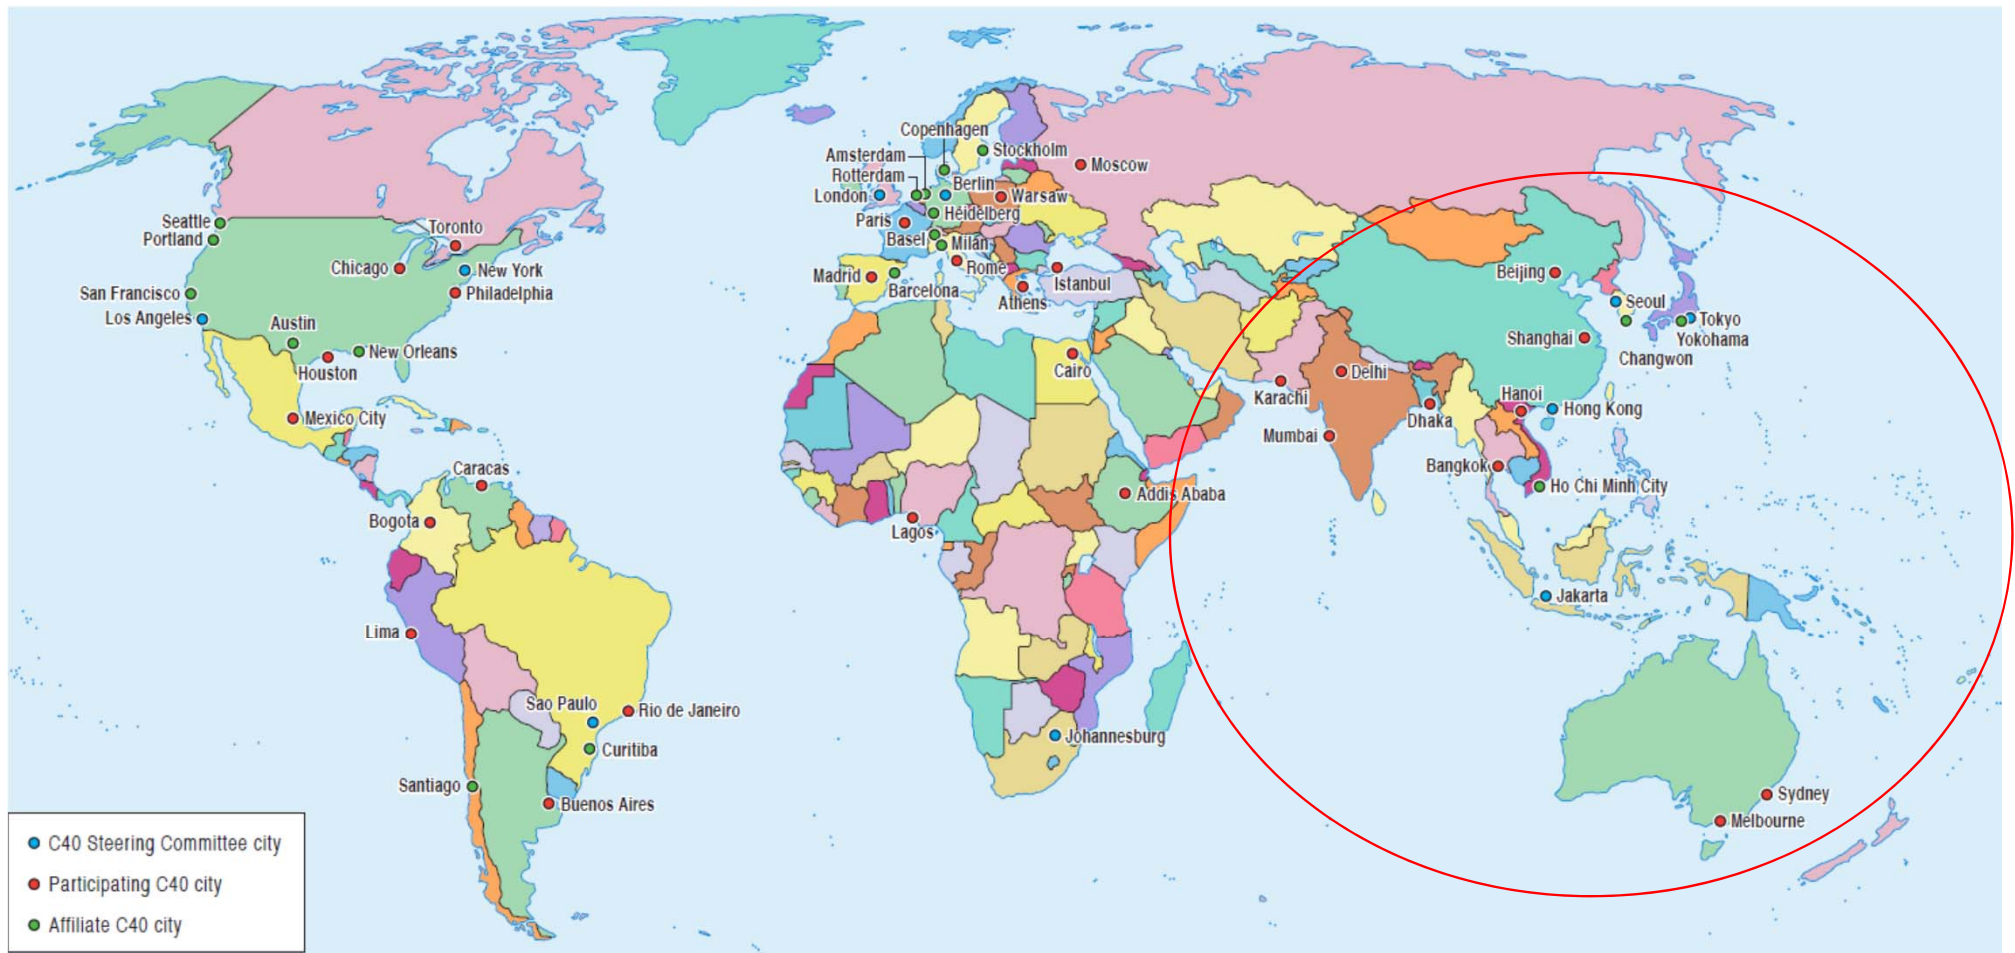 Copenhagen
Stockholm
Amsterdam
Moscow
Rotterdam
Berlin
London
Warsaw
Heidelberg
Paris
Seattle
Toronto
Portland
Basel
Milan
Chicago
New York
Rome
Madrid
Beijing
Istanbul
San Francisco
Philadelphia
Barcelona
Athens
Seoul
Los Angeles
Austin
Tokyo
Shanghai
Yokohama
New Orleans
Changwon
Houston
Cairo
Delhi
Karachi
Hanoi
Mexico City
Hong Kong
Dhaka
Mumbai
Caracas
Bangkok
Addis Ababa
Ho Chi Minh City
Bogota
Lagos
Jakarta
Lima
Sao Paulo
Rio de Janeiro
Johannesburg
Curitiba
Santiago
Sydney
Buenos Aires
Melbourne
C40 Steering Committee city
Participating C40 city
Affiliate C40 city